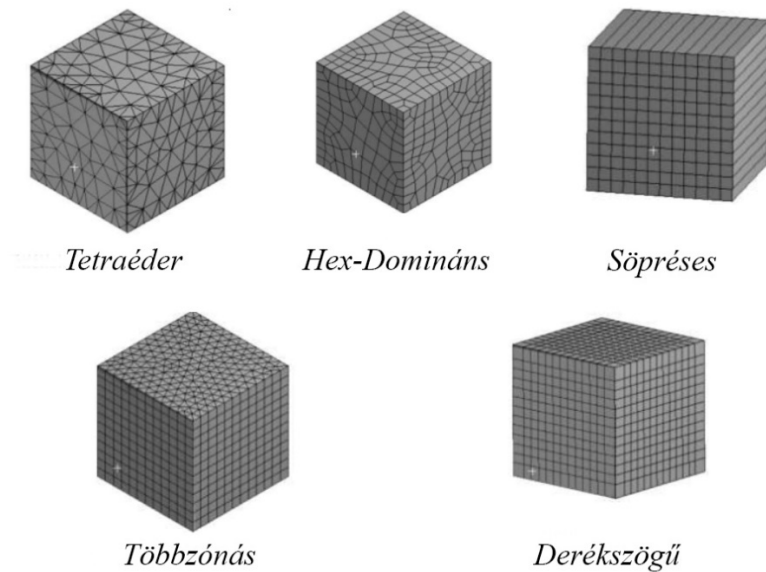 Tetraéder
Hex-Domináns
Söpréses
Többzónás
Derékszögű